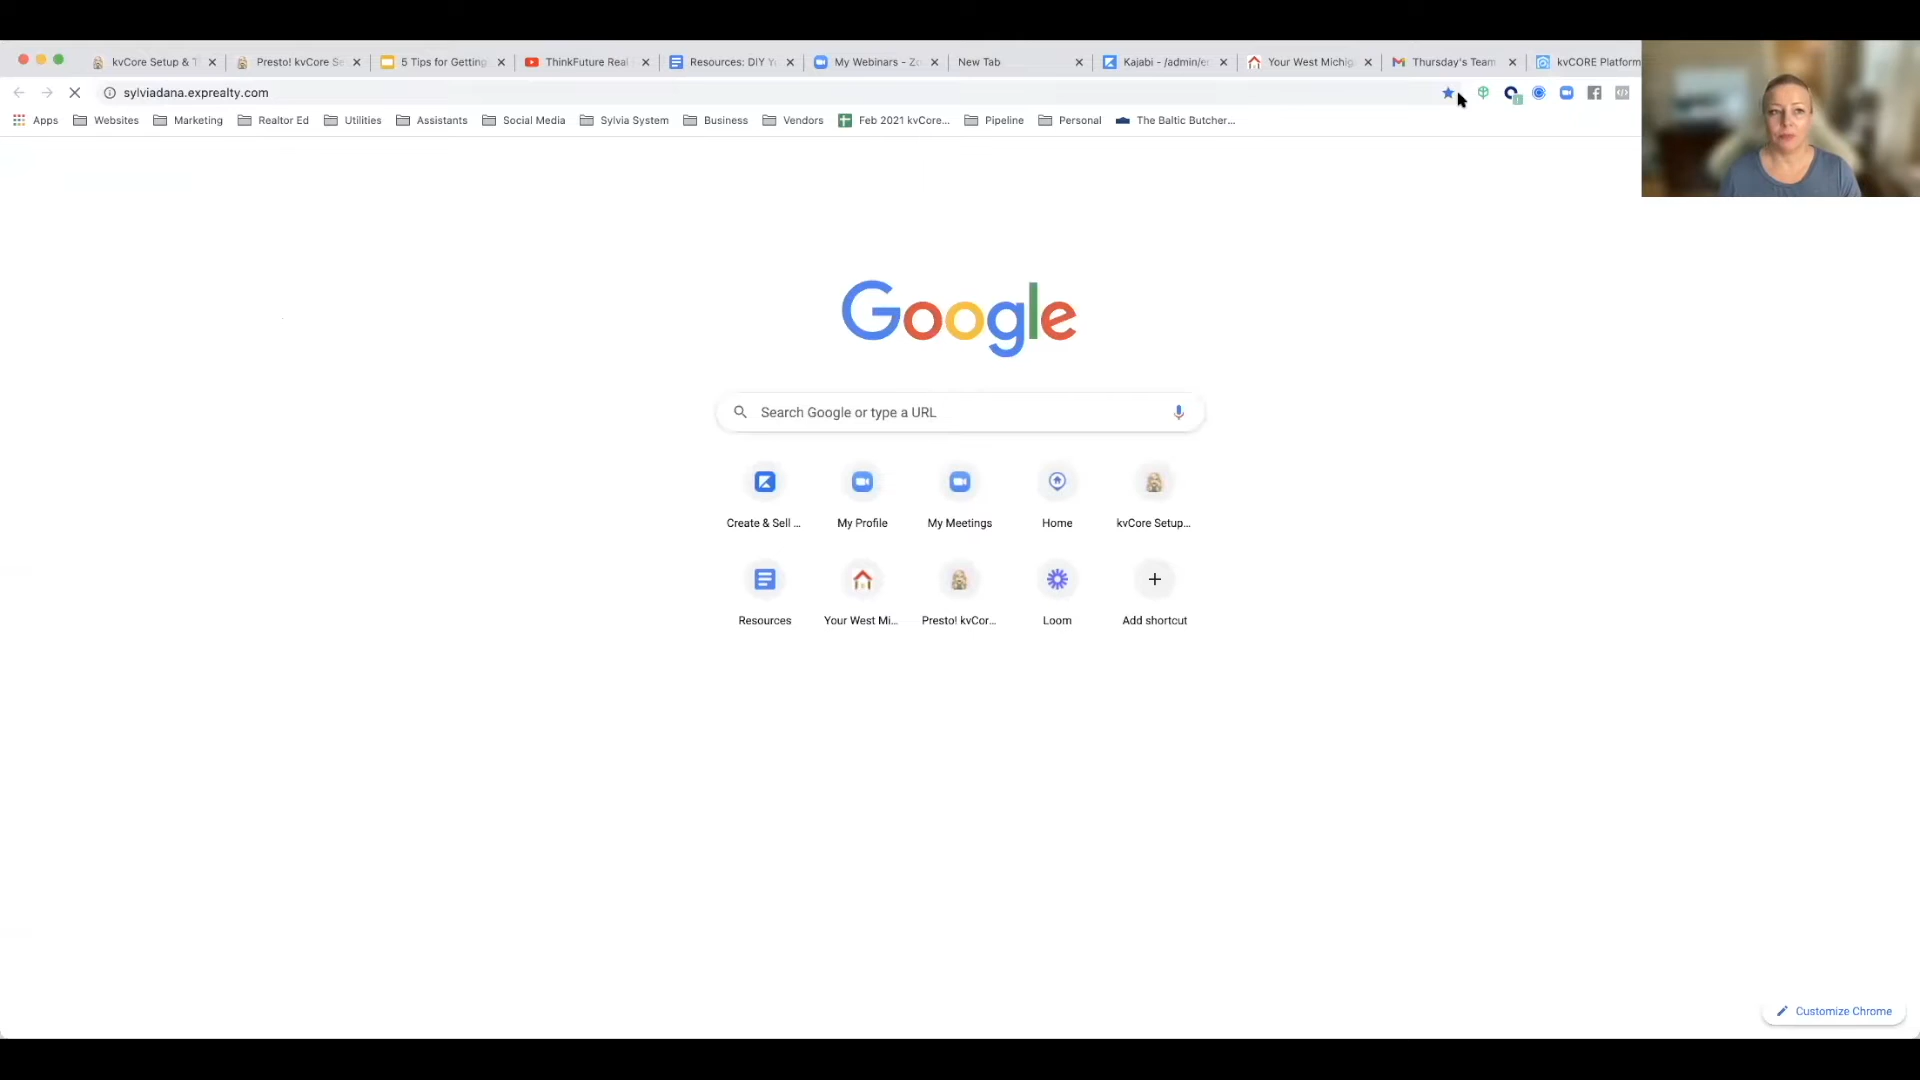 kvCore Setup & T
Presto! kvCore Se
5 Tips for Getting
ThinkFuture Real
Resources: DIY Y
My Webinars - Zo
New Tab
Kajabi - /admin/e
Your West Michig
Thursday's Team
kvCORE Platform
sylviadana.exprealty.com
Apps
Websites
Marketing
Realtor Ed
Utilities
Assistants
Social Media
Sylvia System
Business
Vendors
Feb 2021 kvCore...
Pipeline
Personal
The Baltic Butcher...
Google
Search Google or type a URL
Create & Sell ...
My Profile
My Meetings
Home
kvCore Setup...
Resources
Your West Mi...
Presto! kvCor...
Loom
Add shortcut
Customize Chrome